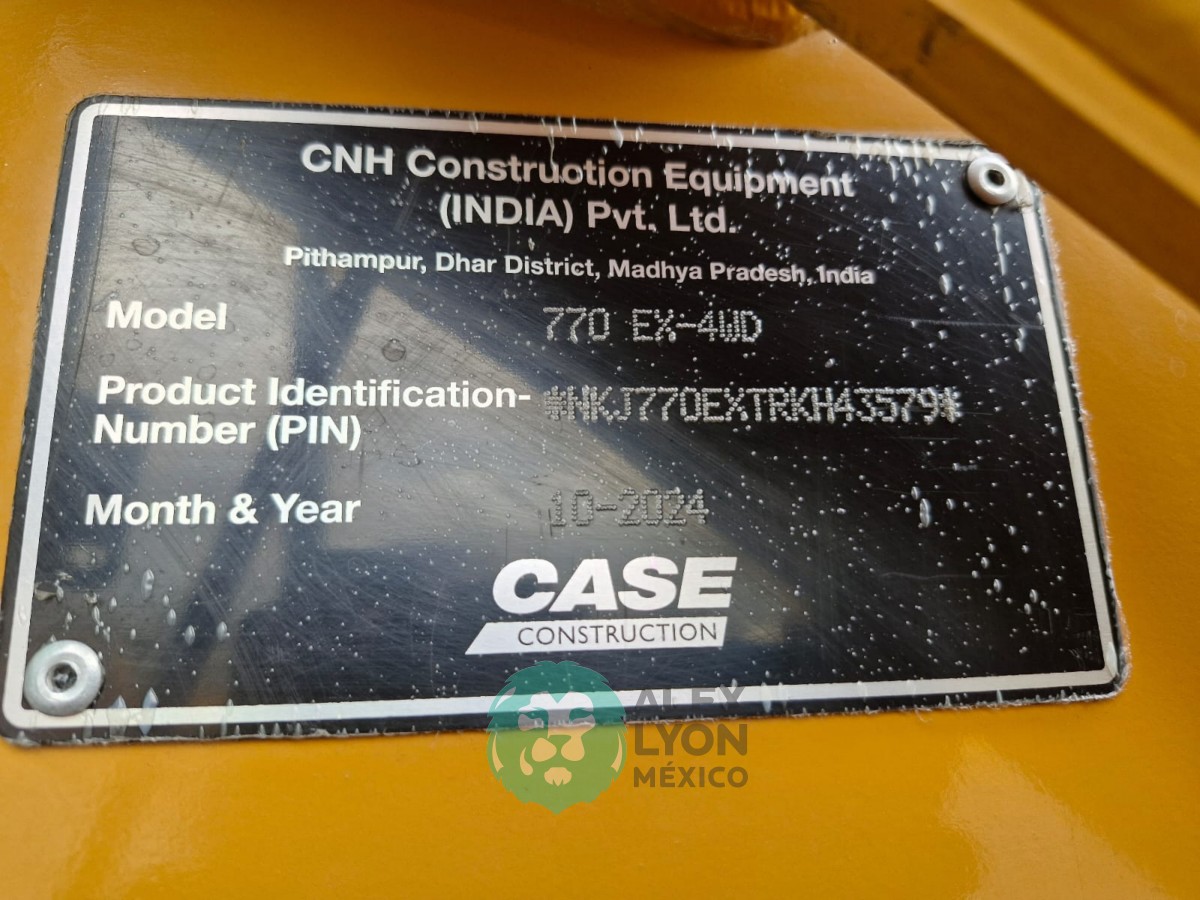 CNH Construction Equipment
(INDIA) Pvt. Ltd.
Pithampur, Dhar District, Madhya Pradesh, India
Model 770 EX-4WD
Product Identification- *NKJ770EXTRKH43579*
Number (PIN)
Month & Year 10-2024
CASE
CONSTRUCTION
ALEX
LYON
MÉXICO